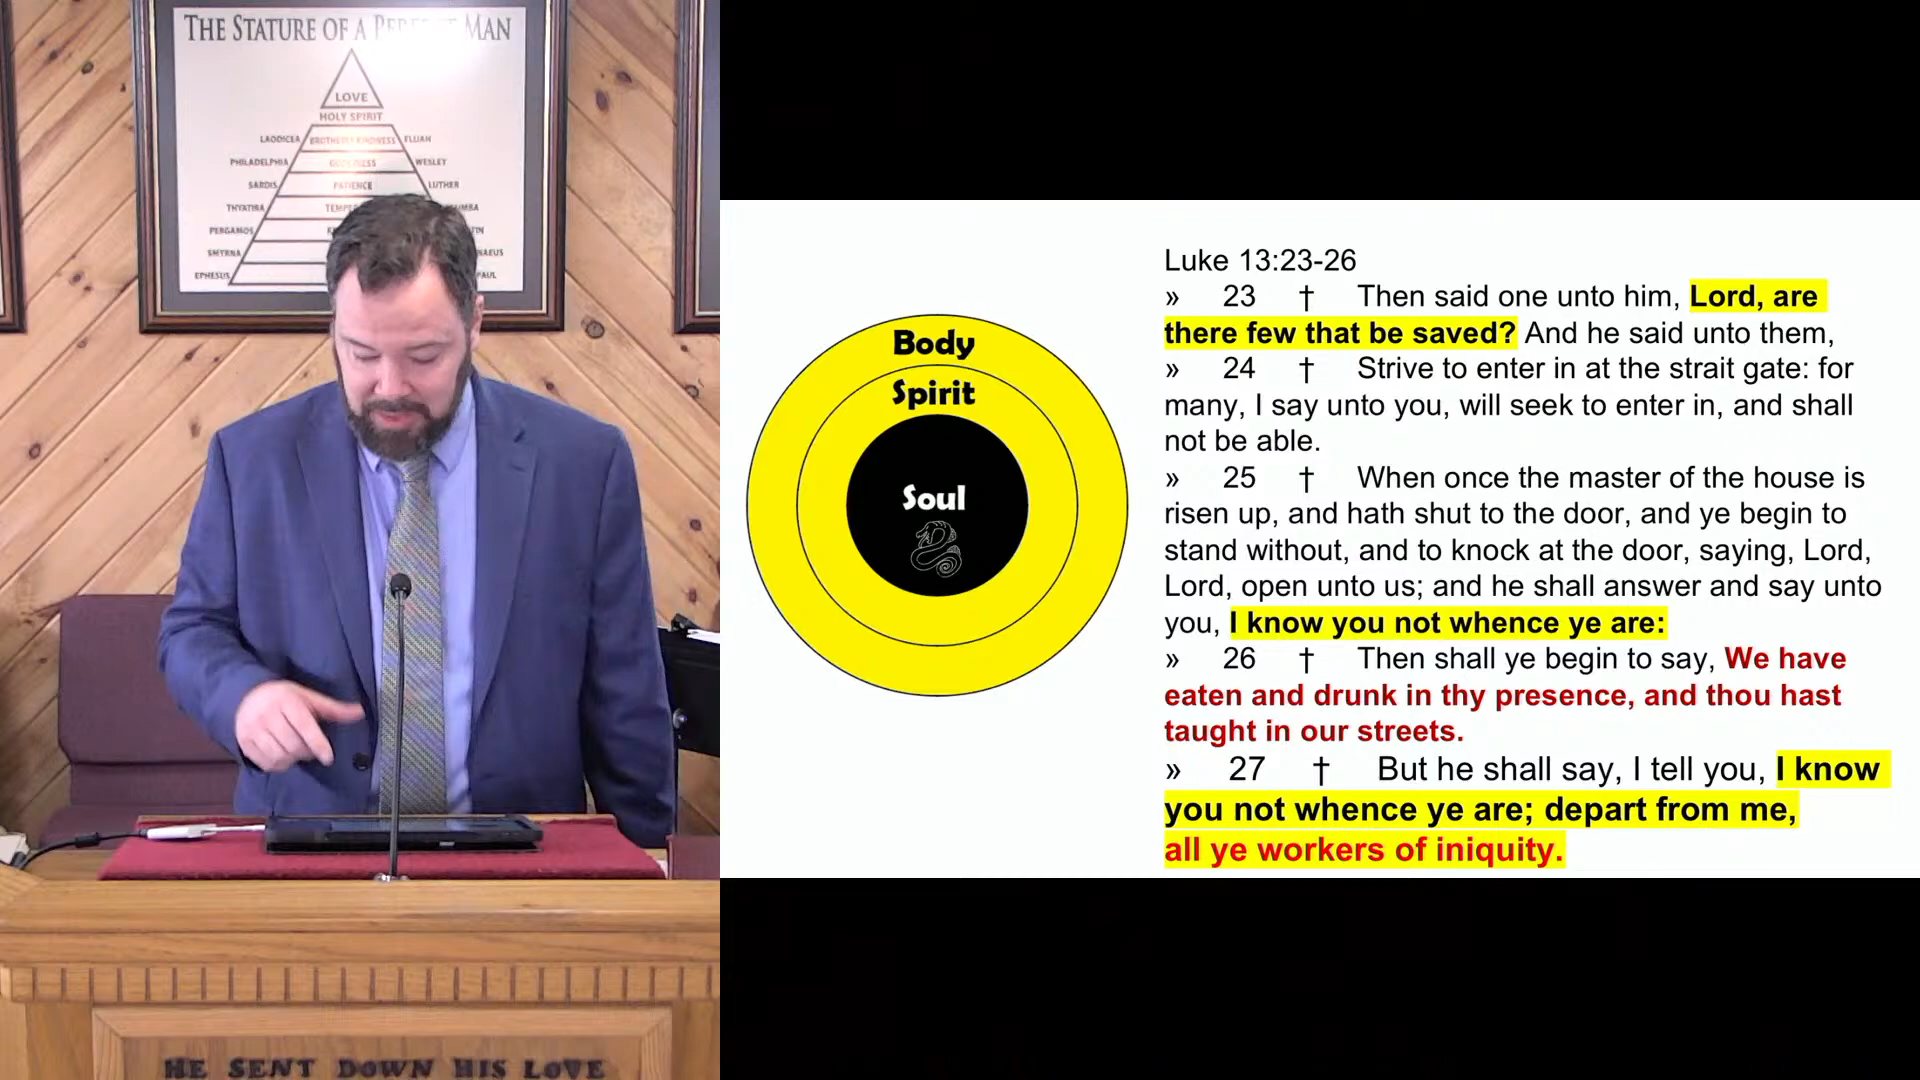 THE STATURE OF A MAN
LOVE
HOLY SPIRIT
LAODICEA BROTHERLY KINDNESS ELIJAH
PHILADELPHIA GODLINESS WESLEY
SARDIS PATIENCE LUTHER
THYATIRA
PERGAMOS
SMYRNA
EPHESUS PAUL
HE SENT DOWN HIS LOVE
Body
Spirit
Soul
Luke 13:23-26
» 23 † Then said one unto him, Lord, are
there few that be saved? And he said unto them,
» 24 † Strive to enter in at the strait gate: for
many, I say unto you, will seek to enter in, and shall
not be able.
» 25 † When once the master of the house is
risen up, and hath shut to the door, and ye begin to
stand without, and to knock at the door, saying, Lord,
Lord, open unto us; and he shall answer and say unto
you, I know you not whence ye are:
» 26 † Then shall ye begin to say, We have
eaten and drunk in thy presence, and thou hast
taught in our streets.
» 27 † But he shall say, I tell you, I know
you not whence ye are; depart from me,
all ye workers of iniquity.